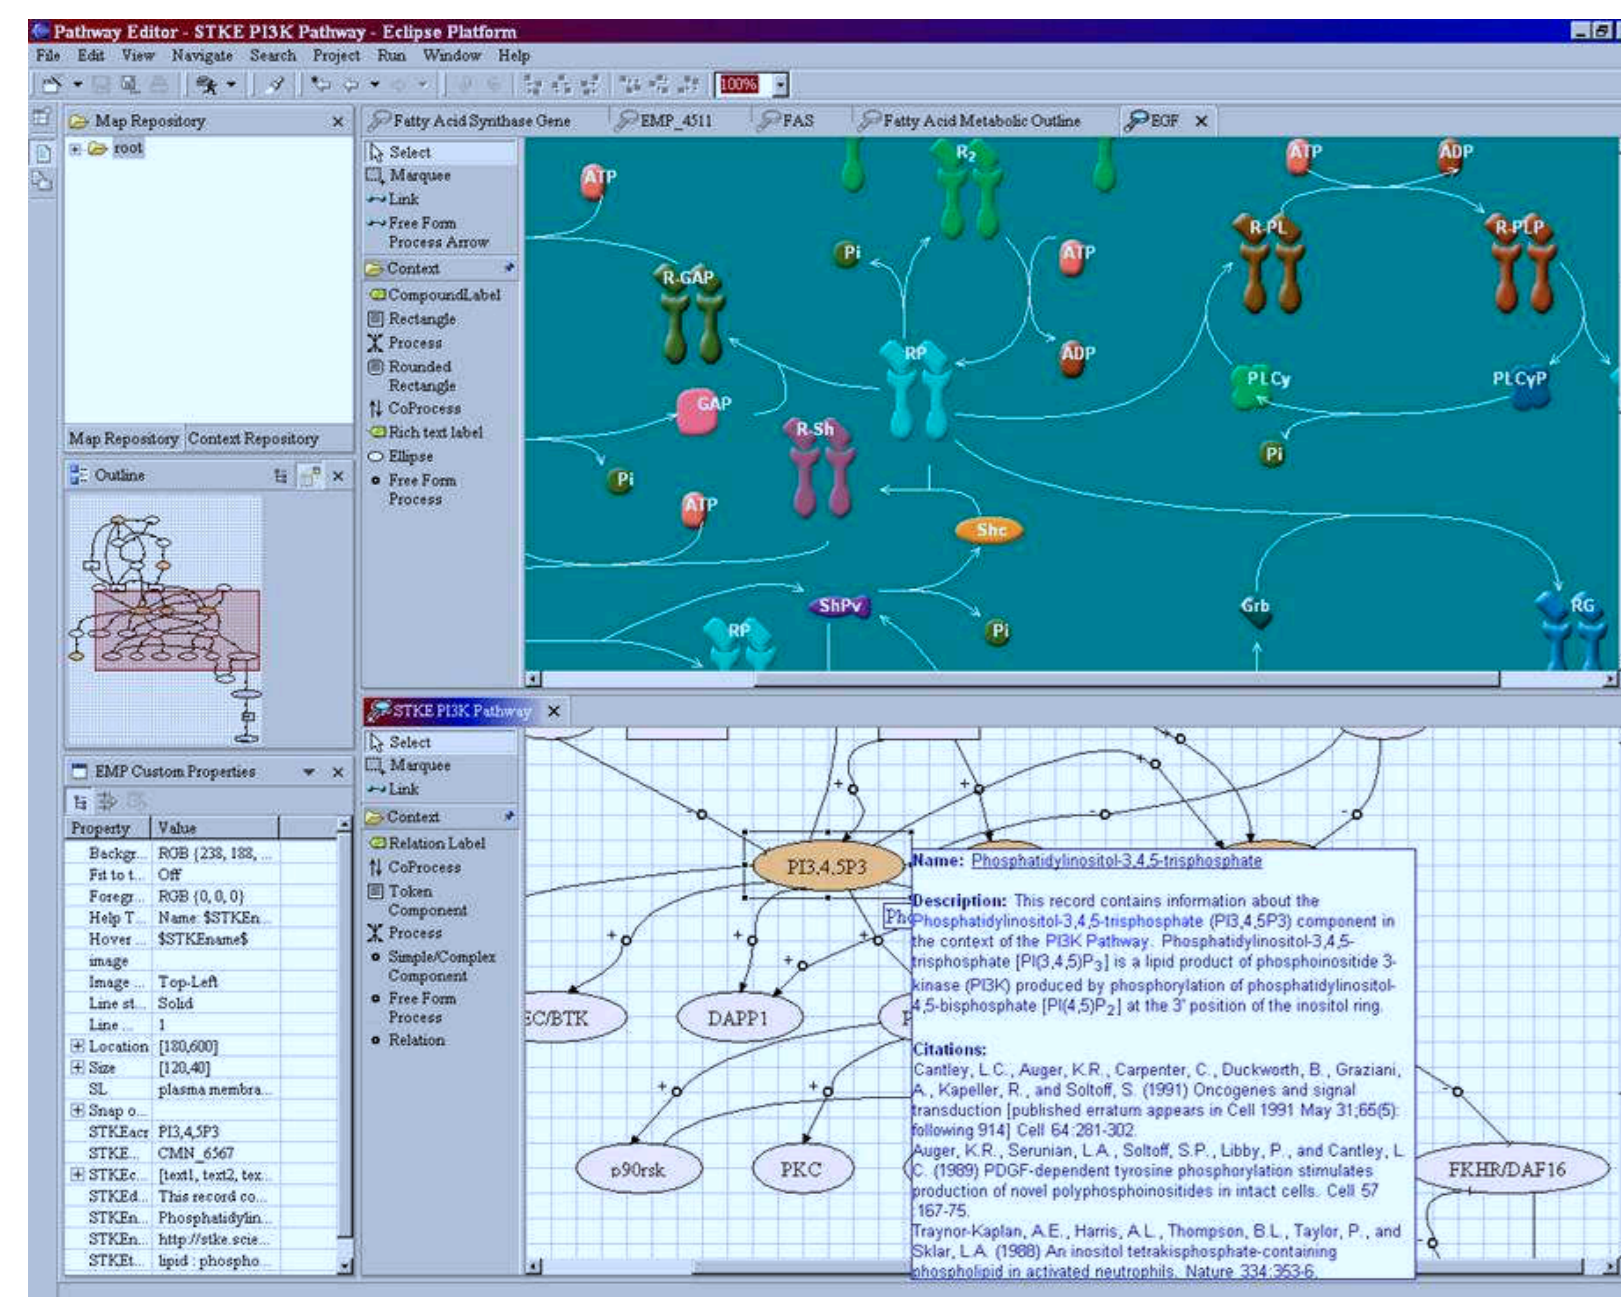 Pathway Editor - STKE PI3K Pathway - Eclipse Platform
File Edit View Navigate Search Project Run Window Help
100%
Map Repository
root
Map Repository Context Repository
Outline
EMP Custom Properties
Property Value
Backgr... RGB {238, 188, ...
Fit to t... Off
Foregr... RGB {0, 0, 0}
Help T... Name: $STKEn...
Hover ... $STKEname$
image
Image ... Top-Left
Line st... Solid
Line ... 1
Location [180,600]
Size [120,40]
SL plasma membra...
Snap o...
STKEacr PI3,4,5P3
STKE... CMN_6567
STKEc... [text1, text2, tex...
STKEd... This record co...
STKEn... Phosphatidylin...
STKEn... http://stke.scie...
STKEt... lipid : phospho...
Fatty Acid Synthase Gene EMP_4511 FAS Fatty Acid Metabolic Outline EGF
Select
Marquee
Link
Free Form
Process Arrow
Context
CompoundLabel
Rectangle
Process
Rounded
Rectangle
CoProcess
Rich text label
Ellipse
Free Form
Process
R2
ATP
ADP
ATP
R-PL
R-PLP
Pi
ATP
R-GAP
RP
ADP
PLCy
PLCyP
GAP
R-Sh
Pi
Pi
ATP
Shc
ShPv
Grb
RG
RP
Pi
STKE PI3K Pathway
Select
Marquee
Link
Context
Relation Label
CoProcess
Token
Component
Process
Simple/Complex
Component
Free Form
Process
Relation
PI3,4,5P3
EC/BTK
DAPP1
p90rsk
PKC
FKHR/DAF16
Name: Phosphatidylinositol-3,4,5-trisphosphate
Description: This record contains information about the
Phosphatidylinositol-3,4,5-trisphosphate (PI3,4,5P3) component in
the context of the PI3K Pathway. Phosphatidylinositol-3,4,5-
trisphosphate [PI(3,4,5)P3] is a lipid product of phosphoinositide 3-
kinase (PI3K) produced by phosphorylation of phosphatidylinositol-
4,5-bisphosphate [PI(4,5)P2] at the 3' position of the inositol ring.
Citations:
Cantley, L.C., Auger, K.R., Carpenter, C., Duckworth, B., Graziani,
A., Kapeller, R., and Soltoff, S. (1991) Oncogenes and signal
transduction [published erratum appears in Cell 1991 May 31;65(5):
following 914] Cell 64:281-302.
Auger, K.R., Serunian, L.A., Soltoff, S.P., Libby, P., and Cantley, L.
C. (1989) PDGF-dependent tyrosine phosphorylation stimulates
production of novel polyphosphoinositides in intact cells. Cell 57
:167-75.
Traynor-Kaplan, A.E., Harris, A.L., Thompson, B.L., Taylor, P., and
Sklar, L.A. (1988) An inositol tetrakisphosphate-containing
phospholipid in activated neutrophils. Nature 334:353-6.